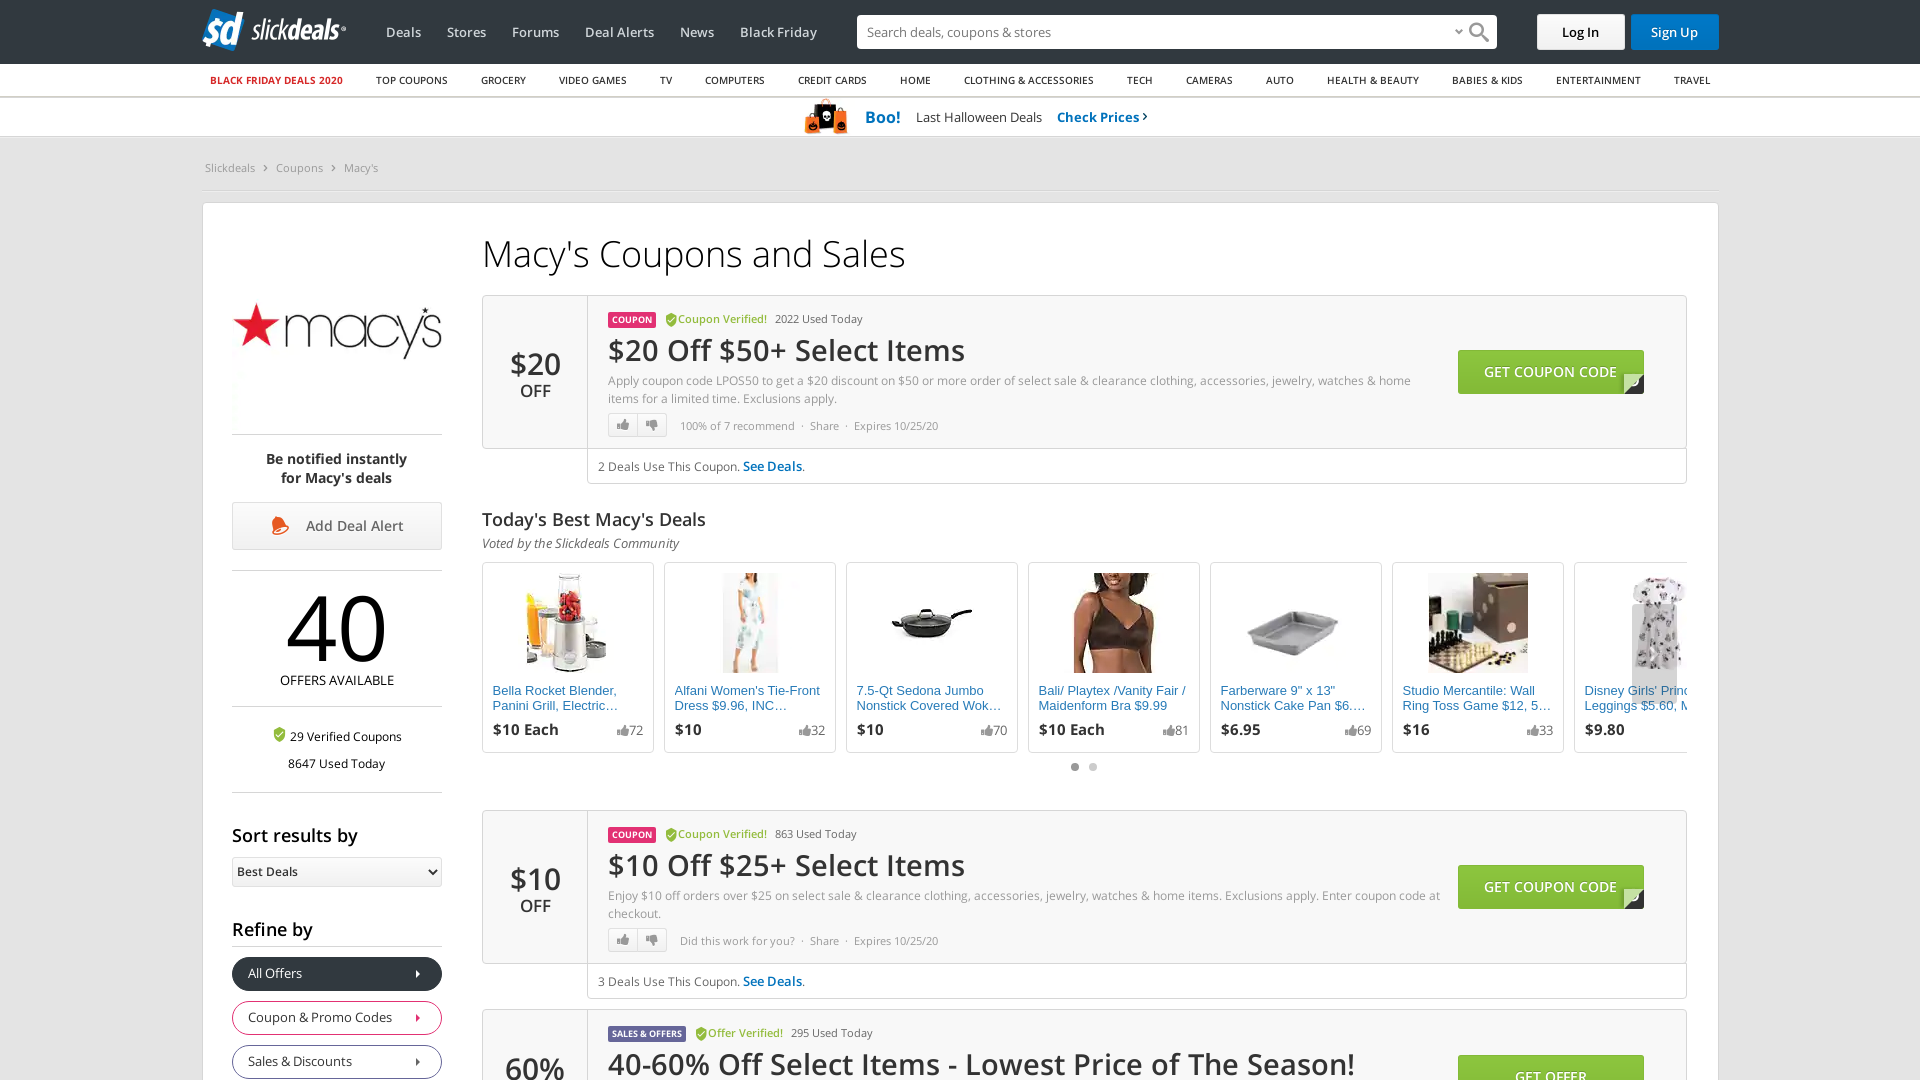 sd slickdeals
Deals
Stores
Forums
Deal Alerts
News
Black Friday
Search deals, coupons & stores
Log In
Sign Up
BLACK FRIDAY DEALS 2020
TOP COUPONS
GROCERY
VIDEO GAMES
TV
COMPUTERS
CREDIT CARDS
HOME
CLOTHING & ACCESSORIES
TECH
CAMERAS
AUTO
HEALTH & BEAUTY
BABIES & KIDS
ENTERTAINMENT
TRAVEL
Boo! Last Halloween Deals Check Prices ›
Slickdeals › Coupons › Macy's
macy's
Be notified instantly
for Macy's deals
Add Deal Alert
40
OFFERS AVAILABLE
29 Verified Coupons
8647 Used Today
Sort results by
Best Deals
Refine by
All Offers
Coupon & Promo Codes
Sales & Discounts
Macy's Coupons and Sales
$20
OFF
COUPON Coupon Verified! 2022 Used Today
$20 Off $50+ Select Items
Apply coupon code LPOS50 to get a $20 discount on $50 or more order of select sale & clearance clothing, accessories, jewelry, watches & home
items for a limited time. Exclusions apply.
100% of 7 recommend · Share · Expires 10/25/20
GET COUPON CODE
2 Deals Use This Coupon. See Deals.
Today's Best Macy's Deals
Voted by the Slickdeals Community
Bella Rocket Blender,
Panini Grill, Electric…
$10 Each 72
Alfani Women's Tie-Front
Dress $9.96, INC…
$10 32
7.5-Qt Sedona Jumbo
Nonstick Covered Wok…
$10 70
Bali/ Playtex /Vanity Fair /
Maidenform Bra $9.99
$10 Each 81
Farberware 9" x 13"
Nonstick Cake Pan $6.…
$6.95 69
Studio Mercantile: Wall
Ring Toss Game $12, 5…
$16 33
Disney Girls' Princ
Leggings $5.60, M
$9.80
$10
OFF
COUPON Coupon Verified! 863 Used Today
$10 Off $25+ Select Items
Enjoy $10 off orders over $25 on select sale & clearance clothing, accessories, jewelry, watches & home items. Exclusions apply. Enter coupon code at
checkout.
Did this work for you? · Share · Expires 10/25/20
GET COUPON CODE
3 Deals Use This Coupon. See Deals.
60%
SALES & OFFERS Offer Verified! 295 Used Today
40-60% Off Select Items - Lowest Price of The Season!
GET OFFER